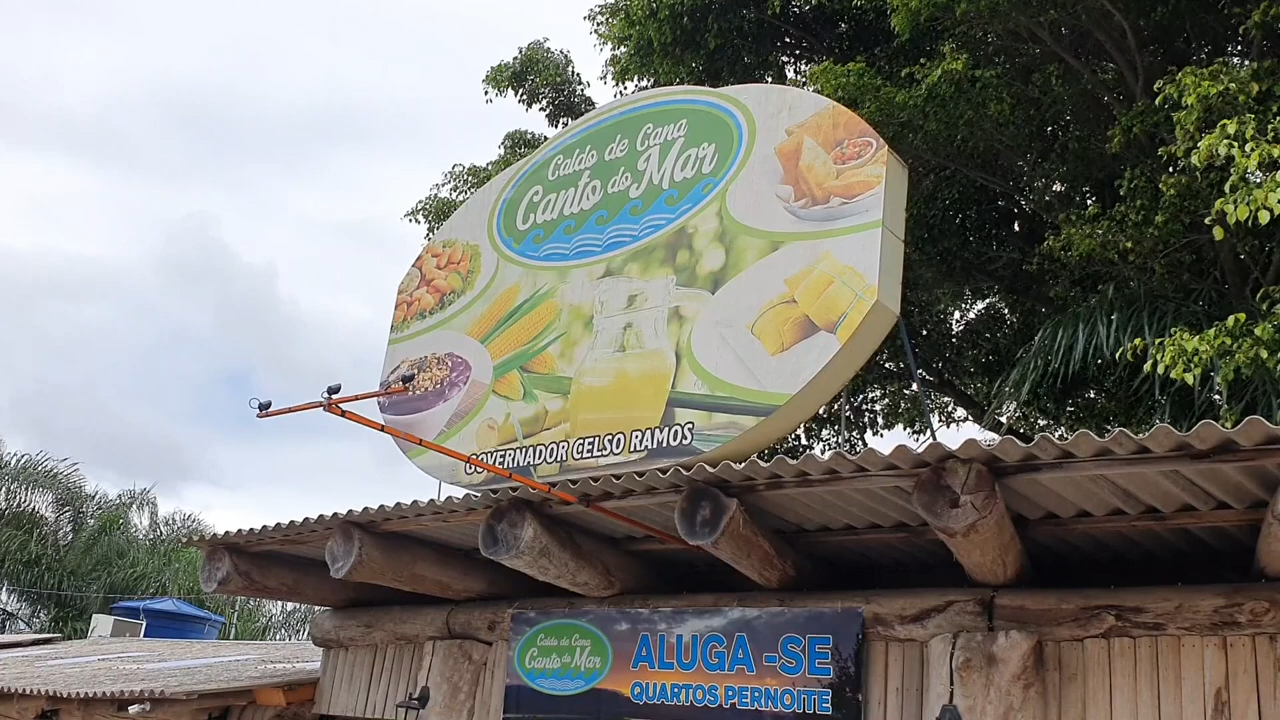 Caldo de Cana
Canto do Mar
GOVERNADOR CELSO RAMOS
Caldo de Cana
Canto do Mar
ALUGA -SE
QUARTOS PERNOITE